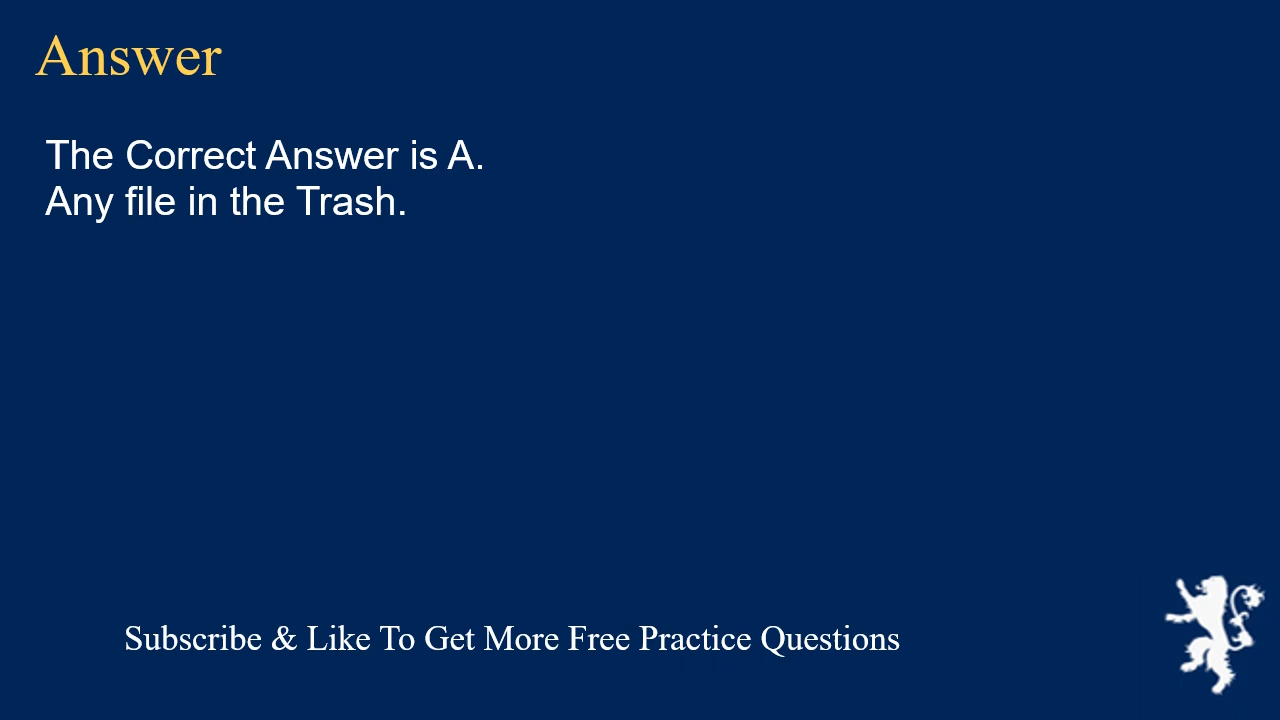 Answer
The Correct Answer is A.
Any file in the Trash.
Subscribe & Like To Get More Free Practice Questions